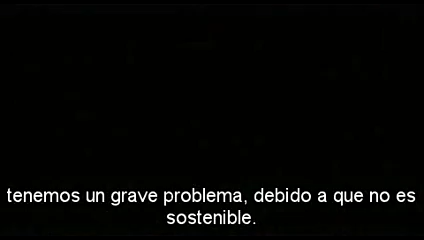 tenemos un grave problema, debido a que no es
sostenible.